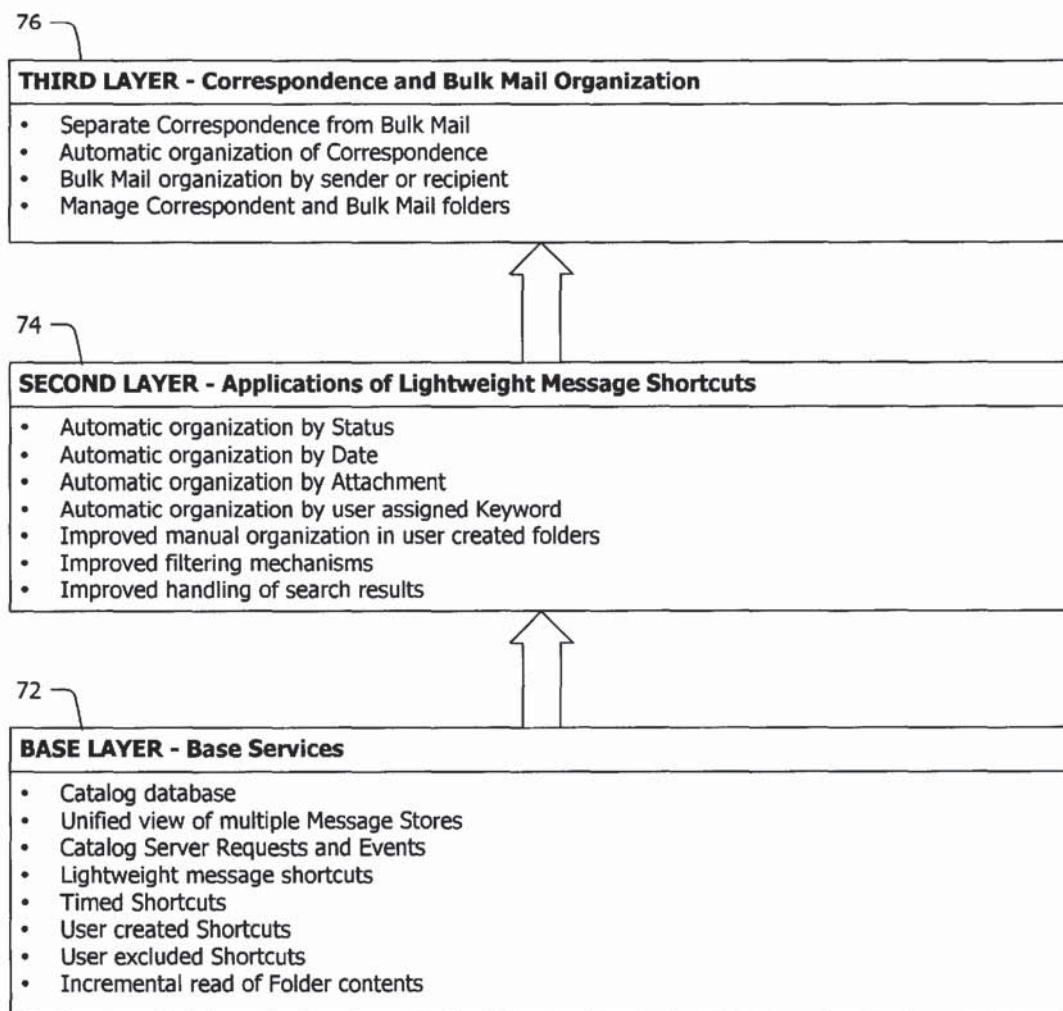 76
THIRD LAYER - Correspondence and Bulk Mail Organization
• Separate Correspondence from Bulk Mail
• Automatic organization of Correspondence
• Bulk Mail organization by sender or recipient
• Manage Correspondent and Bulk Mail folders
74
SECOND LAYER - Applications of Lightweight Message Shortcuts
• Automatic organization by Status
• Automatic organization by Date
• Automatic organization by Attachment
• Automatic organization by user assigned Keyword
• Improved manual organization in user created folders
• Improved filtering mechanisms
• Improved handling of search results
72
BASE LAYER - Base Services
• Catalog database
• Unified view of multiple Message Stores
• Catalog Server Requests and Events
• Lightweight message shortcuts
• Timed Shortcuts
• User created Shortcuts
• User excluded Shortcuts
• Incremental read of Folder contents